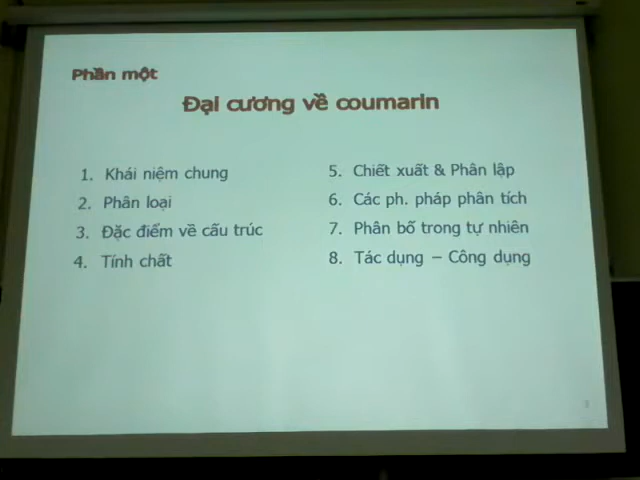 Phần một
Đại cương về coumarin
1. Khái niệm chung
2. Phân loại
3. Đặc điểm về cấu trúc
4. Tính chất
5. Chiết xuất & Phân lập
6. Các ph. pháp phân tích
7. Phân bố trong tự nhiên
8. Tác dụng – Công dụng